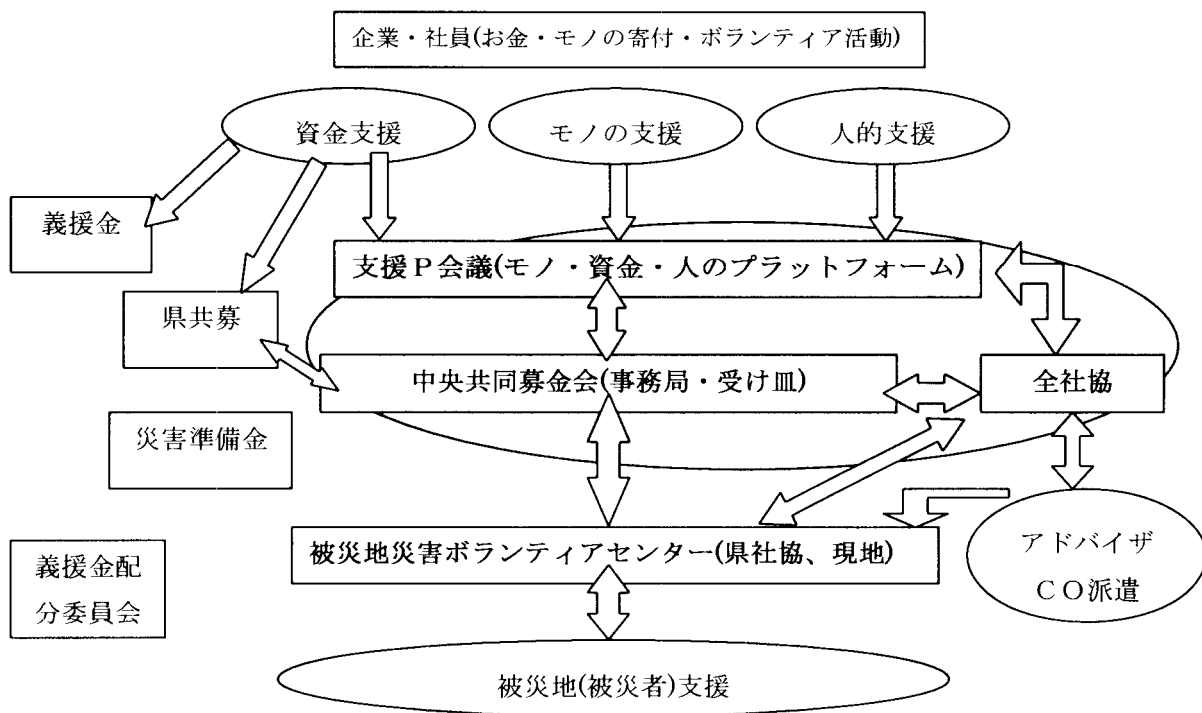 企業・社員(お金・モノの寄付・ボランティア活動)
資金支援
モノの支援
人的支援
義援金
支援P会議(モノ・資金・人のプラットフォーム)
県共募
中央共同募金会(事務局・受け皿)
全社協
災害準備金
被災地災害ボランティアセンター(県社協、現地)
アドバイザ
CO派遣
義援金配
分委員会
被災地(被災者)支援